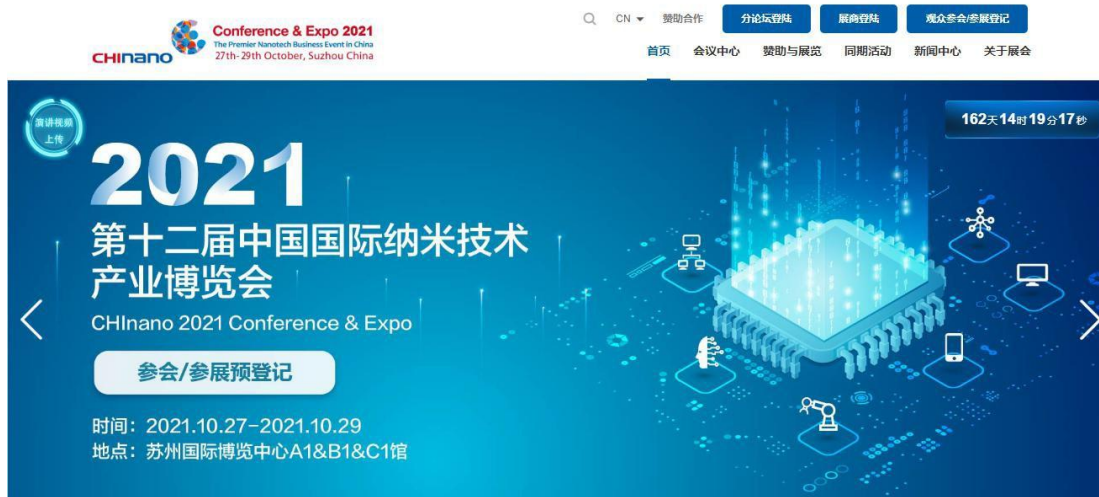 CHInano
Conference & Expo 2021
The Premier Nanotech Business Event in China
27th-29th October, Suzhou China
CN 赞助合作 分论坛登陆 展商登陆 观众参会/参展登记
首页 会议中心 赞助与展览 同期活动 新闻中心 关于展会
演讲视频
上传
162天14时19分17秒
2021
第十二届中国国际纳米技术
产业博览会
CHInano 2021 Conference & Expo
参会/参展预登记
时间：2021.10.27-2021.10.29
地点：苏州国际博览中心A1&B1&C1馆